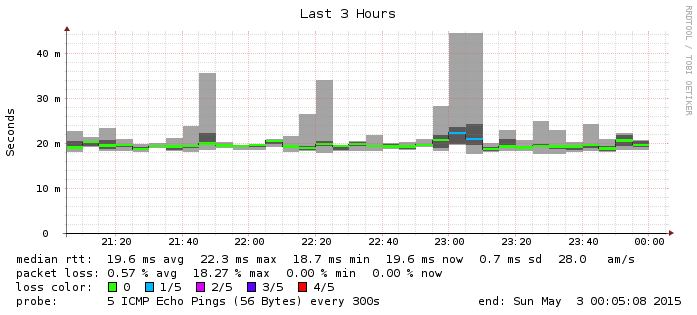 Last 3 Hours
RRDTOOL / TOBI OETIKER
Seconds
40 m
30 m
20 m
10 m
0
21:20 21:40 22:00 22:20 22:40 23:00 23:20 23:40 00:00
median rtt: 19.6 ms avg 22.3 ms max 18.7 ms min 19.6 ms now 0.7 ms sd 28.0 am/s
packet loss: 0.57 % avg 18.27 % max 0.00 % min 0.00 % now
loss color: 0 1/5 2/5 3/5 4/5
probe: 5 ICMP Echo Pings (56 Bytes) every 300s end: Sun May 3 00:05:08 2015